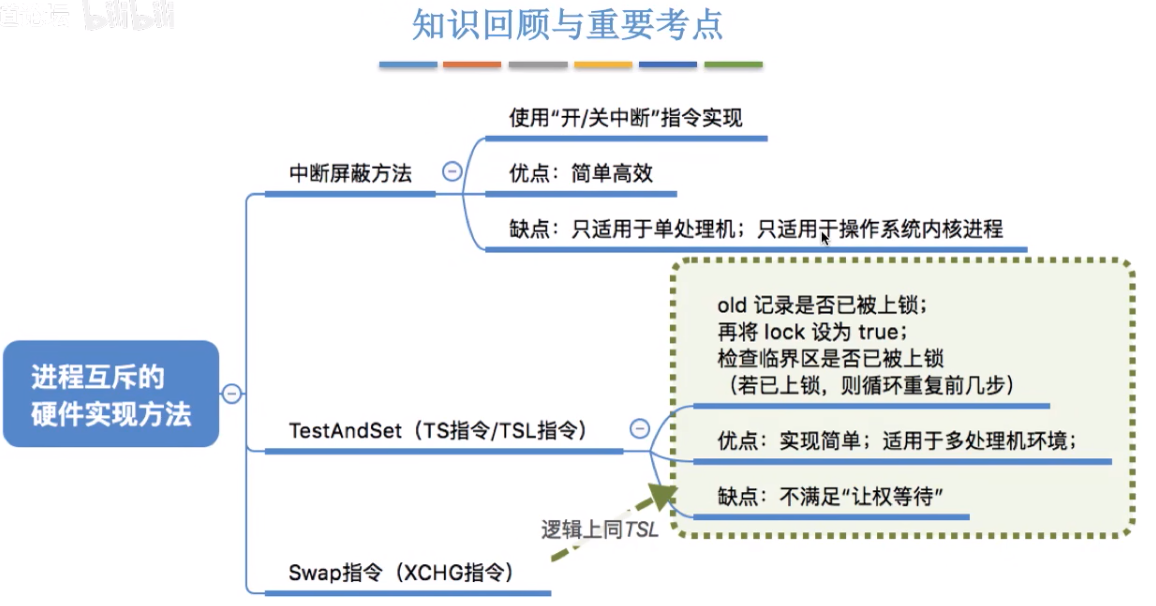 bilibili
知识回顾与重要考点
使用“开/关中断”指令实现
中断屏蔽方法
优点：简单高效
缺点：只适用于单处理机；只适用于操作系统内核进程
old 记录是否已被上锁；
再将 lock 设为 true；
检查临界区是否已被上锁
（若已上锁，则循环重复前几步）
进程互斥的
硬件实现方法
TestAndSet（TS指令/TSL指令）
优点：实现简单；适用于多处理机环境；
缺点：不满足“让权等待”
逻辑上同TSL
Swap指令（XCHG指令）